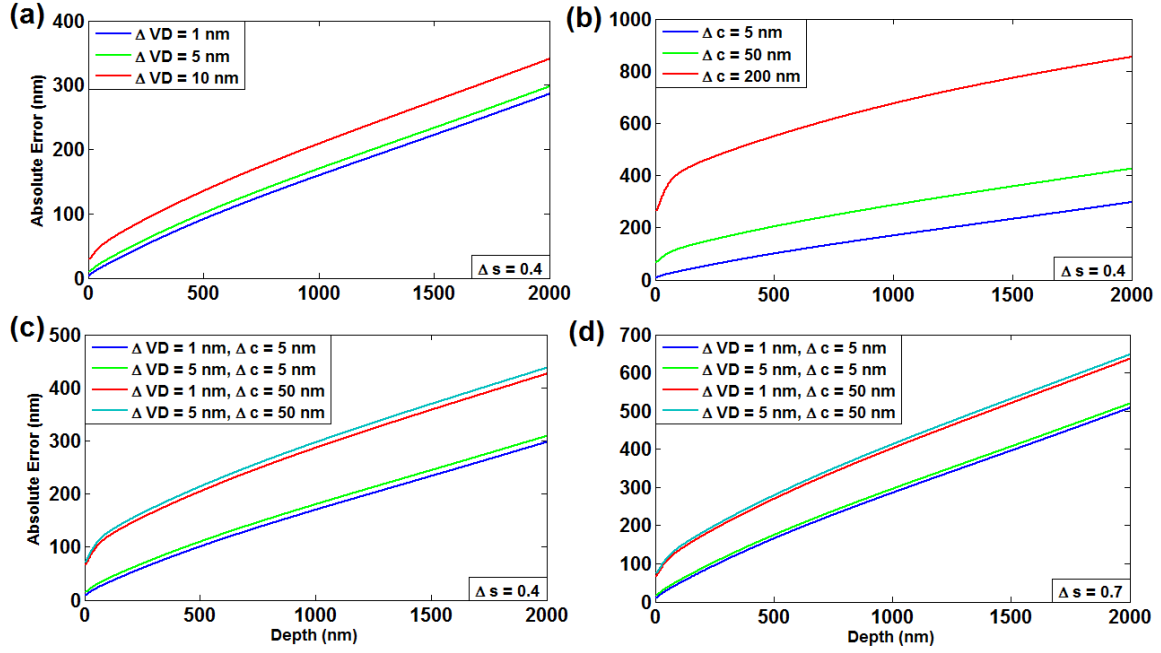 (a)
400
300
200
100
0
Absolute Error (nm)
Δ VD = 1 nm
Δ VD = 5 nm
Δ VD = 10 nm
Δ s = 0.4
0 500 1000 1500 2000
(b)
1000
800
600
400
200
0
Δ c = 5 nm
Δ c = 50 nm
Δ c = 200 nm
Δ s = 0.4
0 500 1000 1500 2000
(c)
500
400
300
200
100
0
Absolute Error (nm)
Δ VD = 1 nm, Δ c = 5 nm
Δ VD = 5 nm, Δ c = 5 nm
Δ VD = 1 nm, Δ c = 50 nm
Δ VD = 5 nm, Δ c = 50 nm
Δ s = 0.4
0 500 1000 1500 2000
Depth (nm)
(d)
700
600
500
400
300
200
100
0
Δ VD = 1 nm, Δ c = 5 nm
Δ VD = 5 nm, Δ c = 5 nm
Δ VD = 1 nm, Δ c = 50 nm
Δ VD = 5 nm, Δ c = 50 nm
Δ s = 0.7
0 500 1000 1500 2000
Depth (nm)